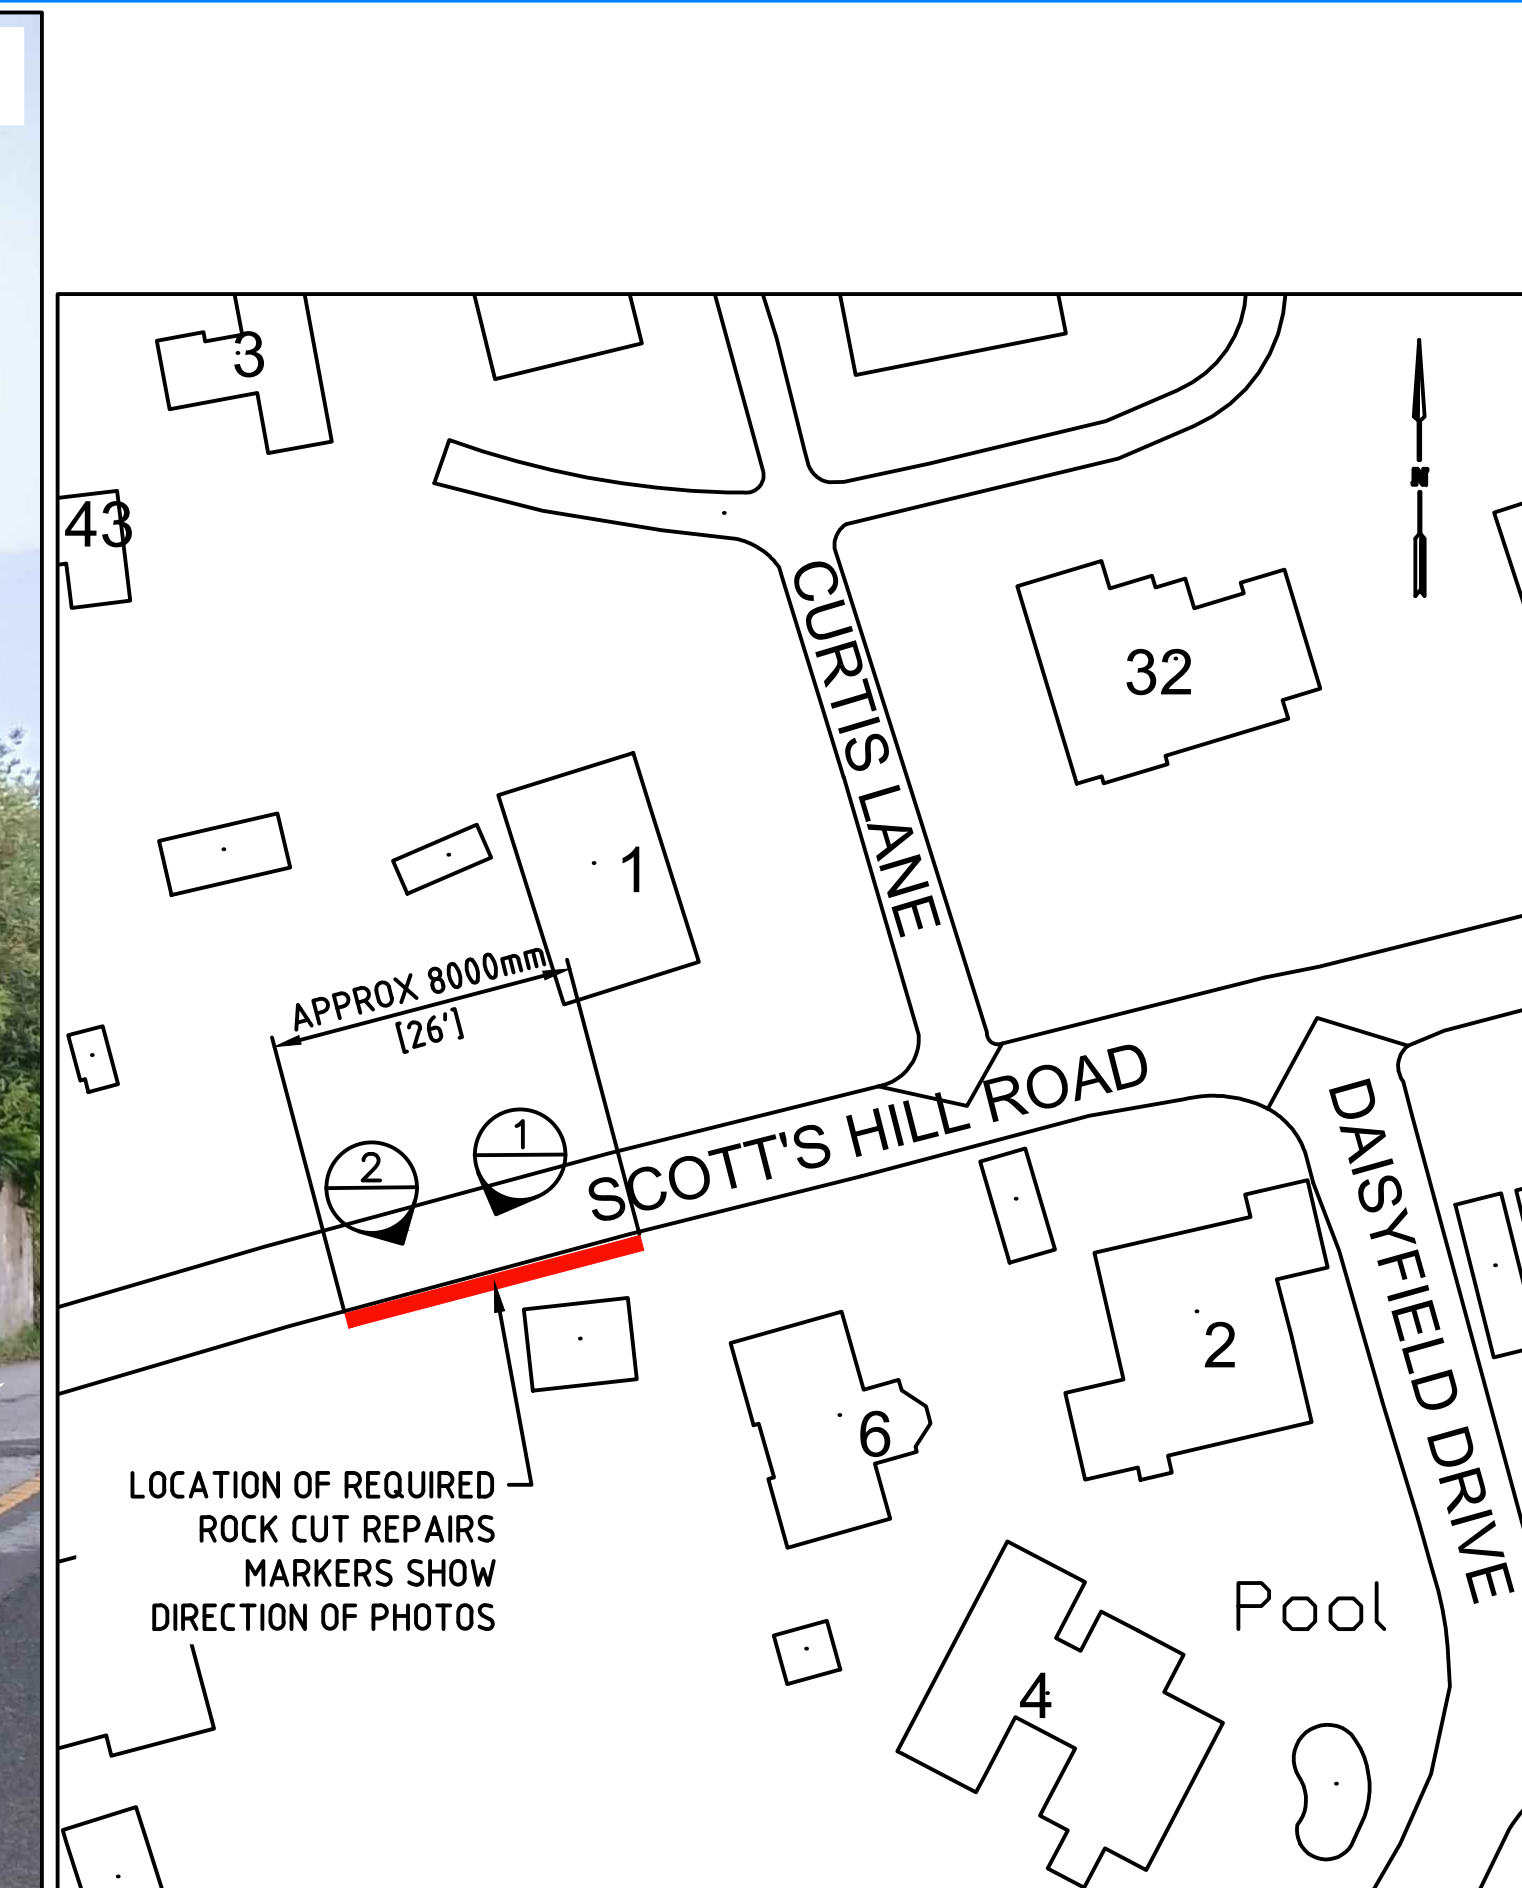 3
43
N
CURTIS LANE
32
1
APPROX 8000mm
[26']
1
2
SCOTT'S HILL ROAD
DAISYFIELD DRIVE
2
6
LOCATION OF REQUIRED
ROCK CUT REPAIRS
MARKERS SHOW
DIRECTION OF PHOTOS
Pool
4